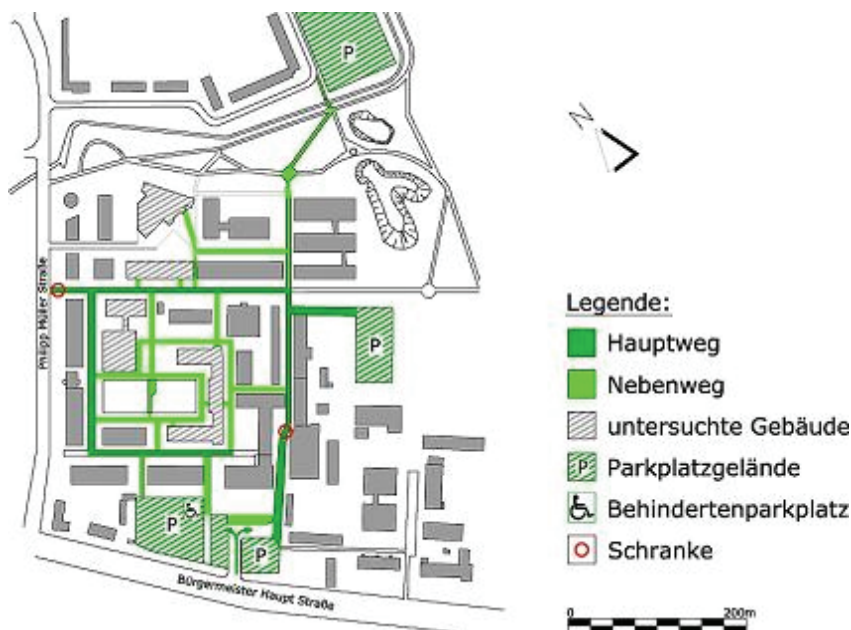 P
N
Philipp Müller Straße
Legende:
Hauptweg
P
Nebenweg
untersuchte Gebäude
P Parkplatzgelände
Behindertenparkplatz
P
P
Schranke
Bürgermeister Haupt Straße
0 200m